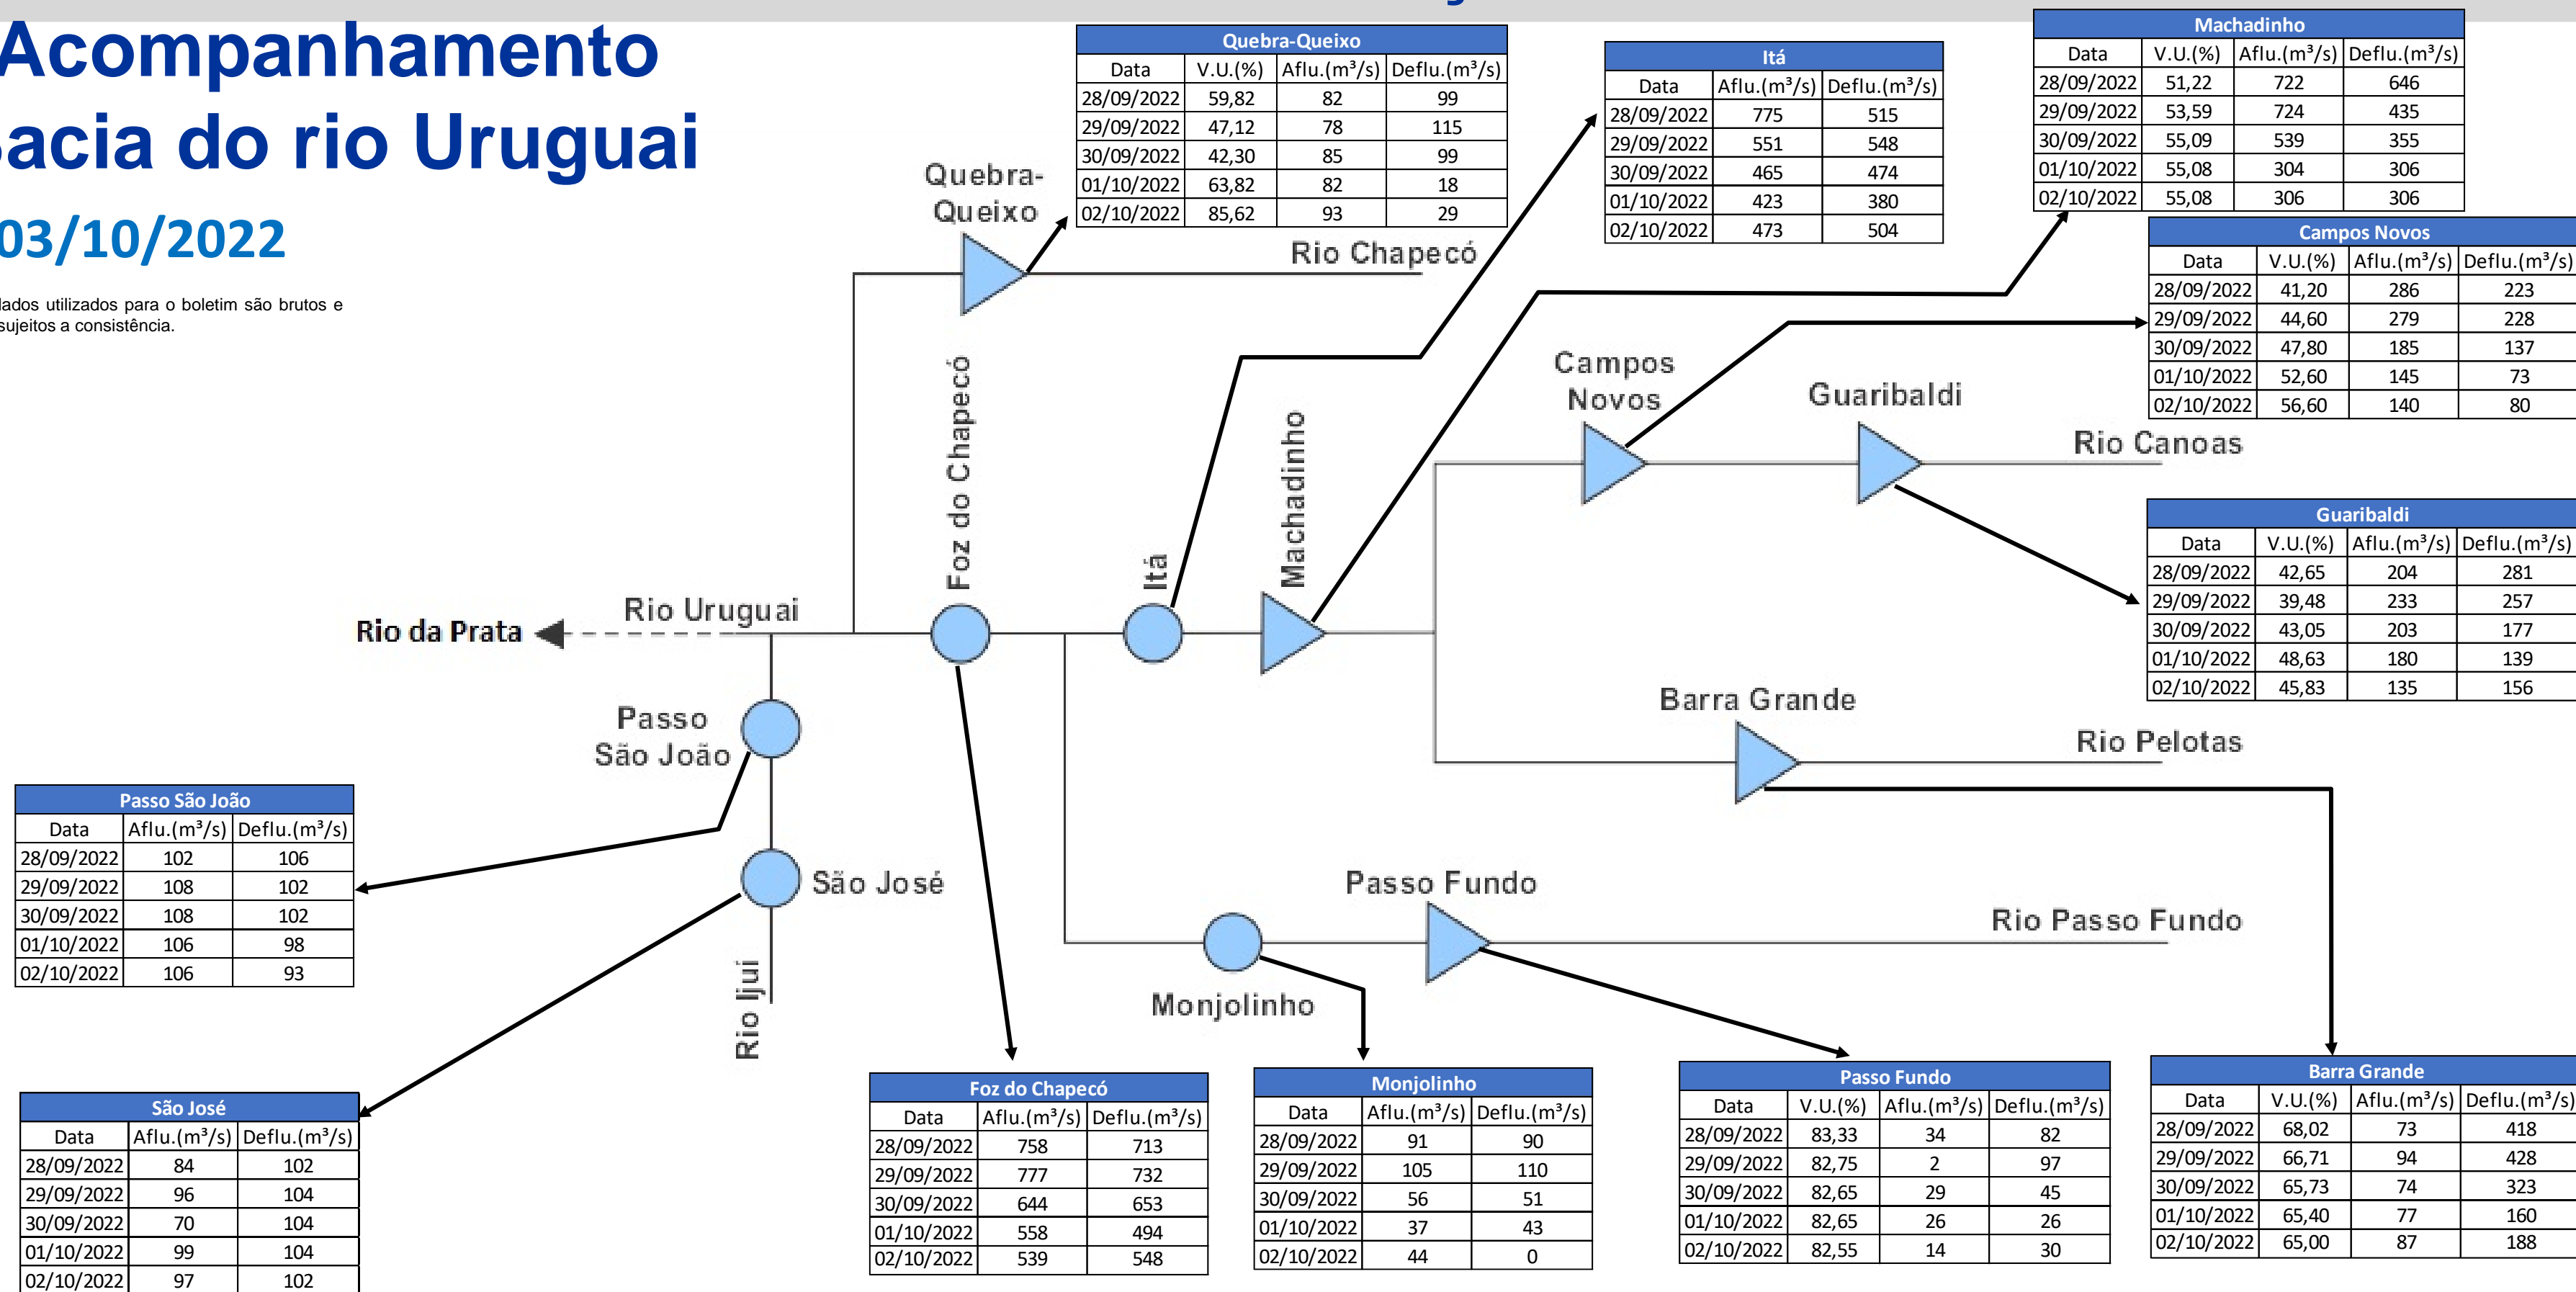 Acompanhamento
acia do rio Uruguai
03/10/2022
dados utilizados para o boletim são brutos e
sujeitos a consistência.
Quebra-Queixo
Data V.U.(%) Aflu.(m³/s) Deflu.(m³/s)
28/09/2022 59,82 82 99
29/09/2022 47,12 78 115
30/09/2022 42,30 85 99
01/10/2022 63,82 82 18
02/10/2022 85,62 93 29
Itá
Data Aflu.(m³/s) Deflu.(m³/s)
28/09/2022 775 515
29/09/2022 551 548
30/09/2022 465 474
01/10/2022 423 380
02/10/2022 473 504
Machadinho
Data V.U.(%) Aflu.(m³/s) Deflu.(m³/s)
28/09/2022 51,22 722 646
29/09/2022 53,59 724 435
30/09/2022 55,09 539 355
01/10/2022 55,08 304 306
02/10/2022 55,08 306 306
Campos Novos
Data V.U.(%) Aflu.(m³/s) Deflu.(m³/s)
28/09/2022 41,20 286 223
29/09/2022 44,60 279 228
30/09/2022 47,80 185 137
01/10/2022 52,60 145 73
02/10/2022 56,60 140 80
Quebra-
Queixo
Rio Chapecó
Foz do Chapecó
Itá
Machadinho
Campos
Novos
Guaribaldi
Rio Canoas
Guaribaldi
Data V.U.(%) Aflu.(m³/s) Deflu.(m³/s)
28/09/2022 42,65 204 281
29/09/2022 39,48 233 257
30/09/2022 43,05 203 177
01/10/2022 48,63 180 139
02/10/2022 45,83 135 156
Rio da Prata
Rio Uruguai
Passo
São João
Barra Grande
Rio Pelotas
São José
Rio Ijui
Passo Fundo
Rio Passo Fundo
Monjolinho
Passo São João
Data Aflu.(m³/s) Deflu.(m³/s)
28/09/2022 102 106
29/09/2022 108 102
30/09/2022 108 102
01/10/2022 106 98
02/10/2022 106 93
São José
Data Aflu.(m³/s) Deflu.(m³/s)
28/09/2022 84 102
29/09/2022 96 104
30/09/2022 70 104
01/10/2022 99 104
02/10/2022 97 102
Foz do Chapecó
Data Aflu.(m³/s) Deflu.(m³/s)
28/09/2022 758 713
29/09/2022 777 732
30/09/2022 644 653
01/10/2022 558 494
02/10/2022 539 548
Monjolinho
Data Aflu.(m³/s) Deflu.(m³/s)
28/09/2022 91 90
29/09/2022 105 110
30/09/2022 56 51
01/10/2022 37 43
02/10/2022 44 0
Passo Fundo
Data V.U.(%) Aflu.(m³/s) Deflu.(m³/s)
28/09/2022 83,33 34 82
29/09/2022 82,75 2 97
30/09/2022 82,65 29 45
01/10/2022 82,65 26 26
02/10/2022 82,55 14 30
Barra Grande
Data V.U.(%) Aflu.(m³/s) Deflu.(m³/s)
28/09/2022 68,02 73 418
29/09/2022 66,71 94 428
30/09/2022 65,73 74 323
01/10/2022 65,40 77 160
02/10/2022 65,00 87 188